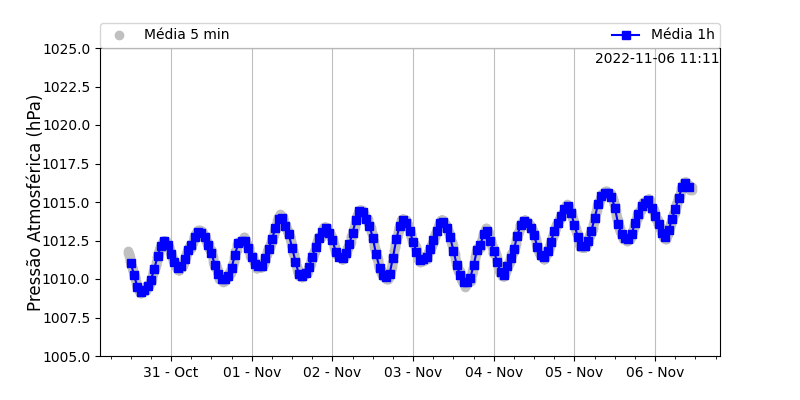 Média 5 min
Média 1h
2022-11-06 11:11
Pressão Atmosférica (hPa)
1025.0
1022.5
1020.0
1017.5
1015.0
1012.5
1010.0
1007.5
1005.0
31 - Oct
01 - Nov
02 - Nov
03 - Nov
04 - Nov
05 - Nov
06 - Nov